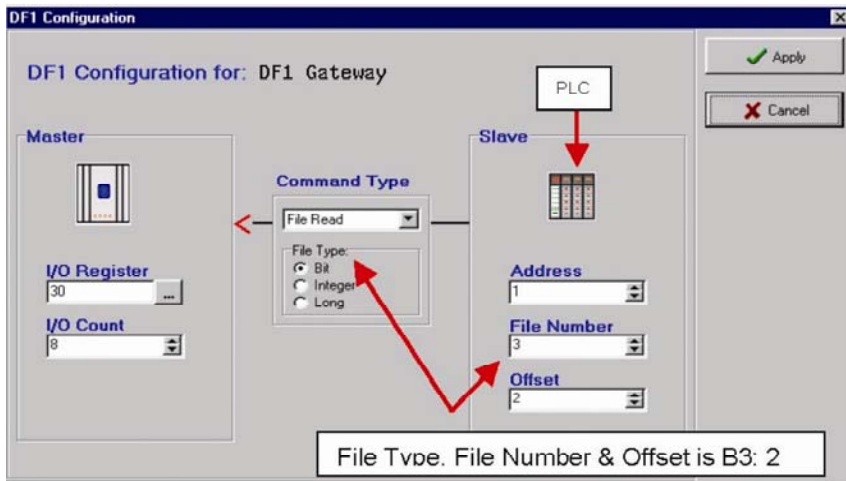 DF1 Configuration
DF1 Configuration for: DF1 Gateway
PLC
Apply
Cancel
Master
Slave
Command Type
File Read
File Type:
Bit
Integer
Long
I/O Register
30
...
I/O Count
8
Address
1
File Number
3
Offset
2
File Type, File Number & Offset is B3: 2